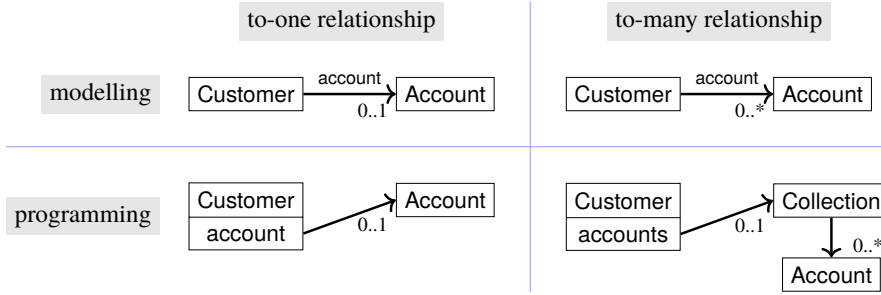 to-one relationship
to-many relationship
modelling
Customer
account
0..1
Account
Customer
account
0..*
Account
programming
Customer
account
0..1
Account
Customer
accounts
0..1
Collection
0..*
Account